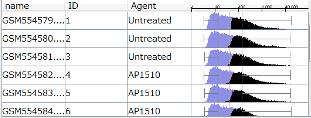 name ID Agent
GSM554579.... 1 Untreated
GSM554580.... 2 Untreated
GSM554581.... 3 Untreated
GSM554582.... 4 AP1510
GSM554583.... 5 AP1510
GSM554584.... 6 AP1510